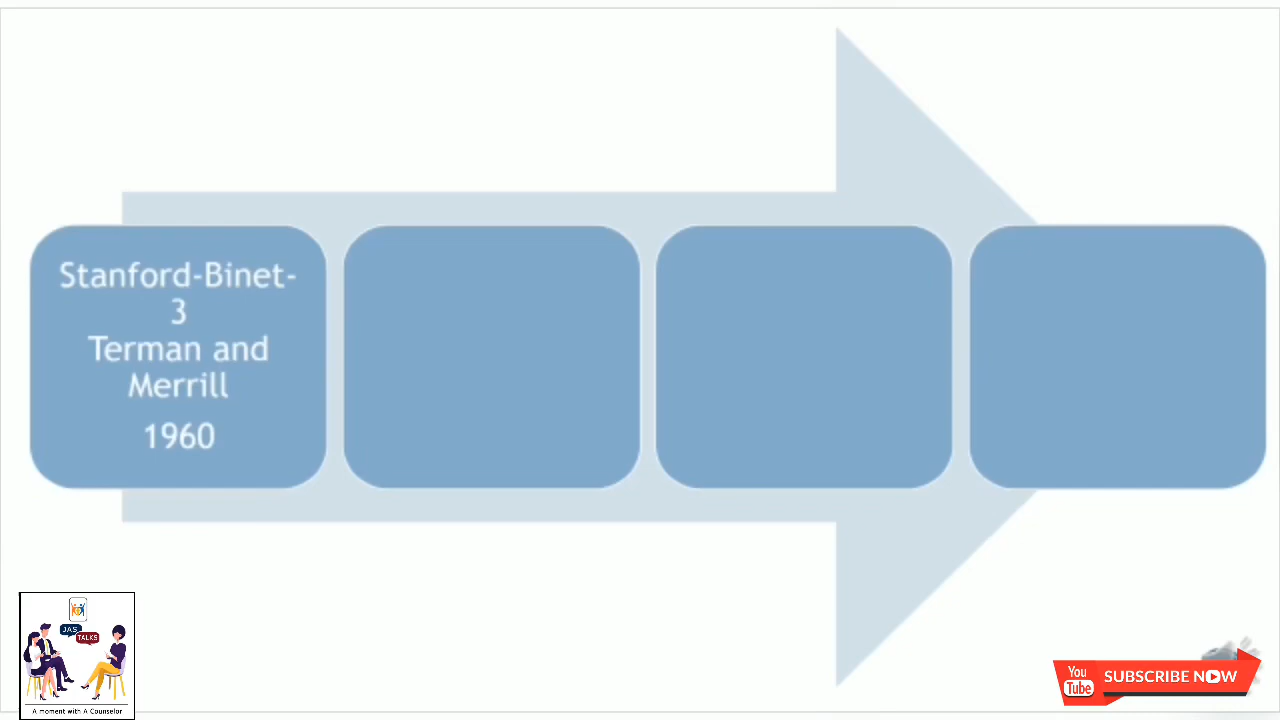 Stanford-Binet-
3
Terman and
Merrill
1960
JAS
TALKS
A moment with A Counselor
You
Tube
SUBSCRIBE NOW